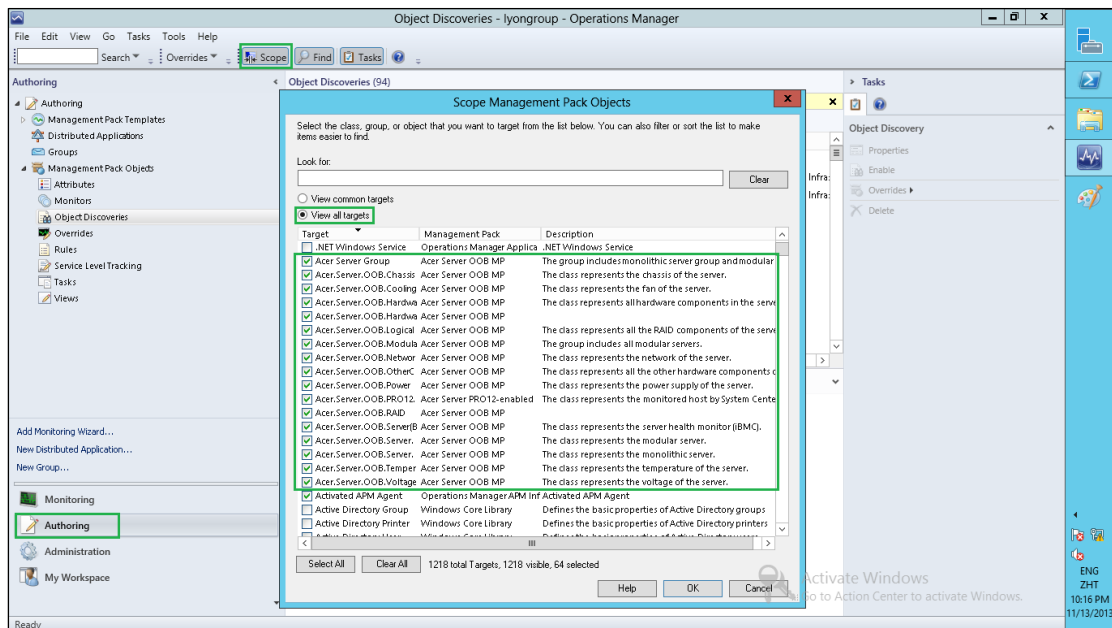 Object Discoveries - lyongroup - Operations Manager
File Edit View Go Tasks Tools Help
Search Overrides Scope Find Tasks
Authoring
Object Discoveries (94)
Tasks
Authoring
Management Pack Templates
Distributed Applications
Groups
Management Pack Objects
Attributes
Monitors
Object Discoveries
Overrides
Rules
Service Level Tracking
Tasks
Views
Add Monitoring Wizard...
New Distributed Application...
New Group...
Monitoring
Authoring
Administration
My Workspace
Ready
Scope Management Pack Objects
Select the class, group, or object that you want to target from the list below. You can also filter or sort the list to make
items easier to find.
Look for:
Clear
View common targets
View all targets
Target Management Pack Description
.NET Windows Service Operations Manager Applica .NET Windows Service
Acer Server Group Acer Server OOB MP The group includes monolithic server group and modular
Acer.Server.OOB.Chassis Acer Server OOB MP The class represents the chassis of the server.
Acer.Server.OOB.Cooling Acer Server OOB MP The class represents the fan of the server.
Acer.Server.OOB.Hardwa Acer Server OOB MP The class represents all hardware components in the serve
Acer.Server.OOB.Hardwa Acer Server OOB MP
Acer.Server.OOB.Logical Acer Server OOB MP The class represents all the RAID components of the serve
Acer.Server.OOB.Modula Acer Server OOB MP The group includes all modular servers.
Acer.Server.OOB.Networ Acer Server OOB MP The class represents the network of the server.
Acer.Server.OOB.OtherC Acer Server OOB MP The class represents all the other hardware components o
Acer.Server.OOB.Power Acer Server OOB MP The class represents the power supply of the server.
Acer.Server.OOB.PRO12. Acer Server PRO12-enabled The class represents the monitored host by System Cente
Acer.Server.OOB.RAID Acer Server OOB MP
Acer.Server.OOB.Server(B Acer Server OOB MP The class represents the server health monitor (iBMC).
Acer.Server.OOB.Server. Acer Server OOB MP The class represents the modular server.
Acer.Server.OOB.Server. Acer Server OOB MP The class represents the monolithic server.
Acer.Server.OOB.Temper Acer Server OOB MP The class represents the temperature of the server.
Acer.Server.OOB.Voltage Acer Server OOB MP The class represents the voltage of the server.
Activated APM Agent Operations Manager APM Inf Activated APM Agent
Active Directory Group Windows Core Library Defines the basic properties of Active Directory groups
Active Directory Printer Windows Core Library Defines the basic properties of Active Directory printers
Select All Clear All 1218 total Targets, 1218 visible, 64 selected
Help OK Cancel
Infra:
Infra:
Object Discovery
Properties
Enable
Overrides
Delete
Activate Windows
Go to Action Center to activate Windows.
ENG
ZHT
10:16 PM
11/13/2013